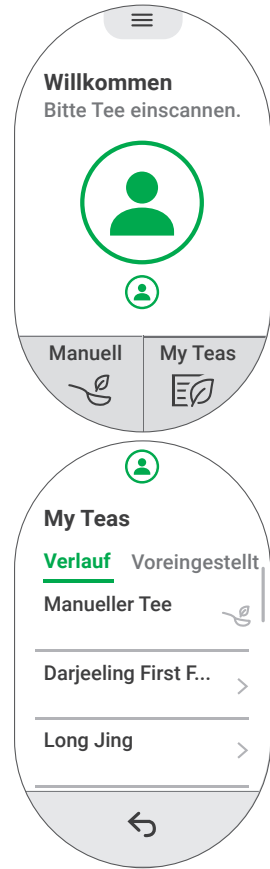 Willkommen
Bitte Tee einscannen.
Manuell My Teas
My Teas
Verlauf Voreingestellt
Manueller Tee
Darjeeling First F...
Long Jing